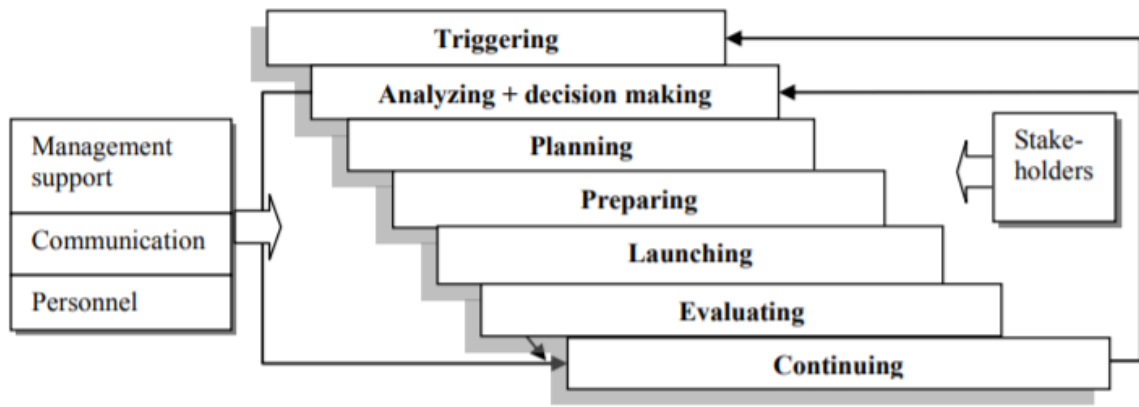 Triggering
Analyzing + decision making
Planning
Preparing
Launching
Evaluating
Continuing
Management
support
Communication
Personnel
Stake-
holders